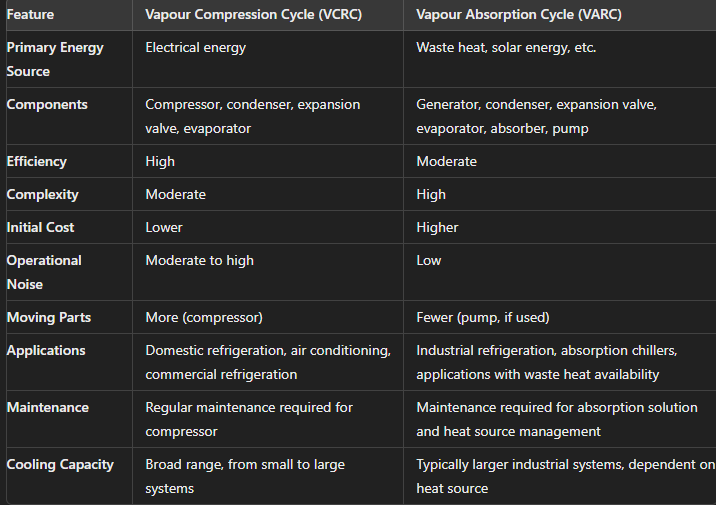 Feature Vapour Compression Cycle (VCRC) Vapour Absorption Cycle (VARC)
Primary Energy Electrical energy Waste heat, solar energy, etc.
Source
Components Compressor, condenser, expansion Generator, condenser, expansion valve,
valve, evaporator evaporator, absorber, pump
Efficiency High Moderate
Complexity Moderate High
Initial Cost Lower Higher
Operational Moderate to high Low
Noise
Moving Parts More (compressor) Fewer (pump, if used)
Applications Domestic refrigeration, air conditioning, Industrial refrigeration, absorption chillers,
commercial refrigeration applications with waste heat availability
Maintenance Regular maintenance required for Maintenance required for absorption solution
compressor and heat source management
Cooling Capacity Broad range, from small to large Typically larger industrial systems, dependent on
systems heat source